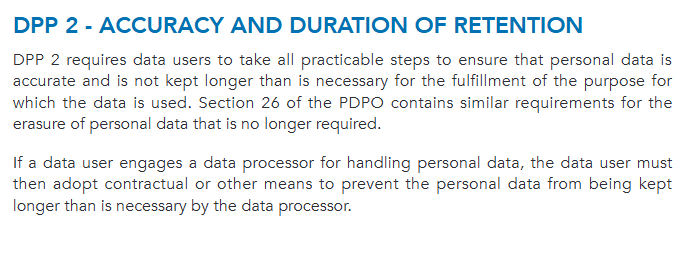 DPP 2 - ACCURACY AND DURATION OF RETENTION
DPP 2 requires data users to take all practicable steps to ensure that personal data is
accurate and is not kept longer than is necessary for the fulfillment of the purpose for
which the data is used. Section 26 of the PDPO contains similar requirements for the
erasure of personal data that is no longer required.
If a data user engages a data processor for handling personal data, the data user must
then adopt contractual or other means to prevent the personal data from being kept
longer than is necessary by the data processor.